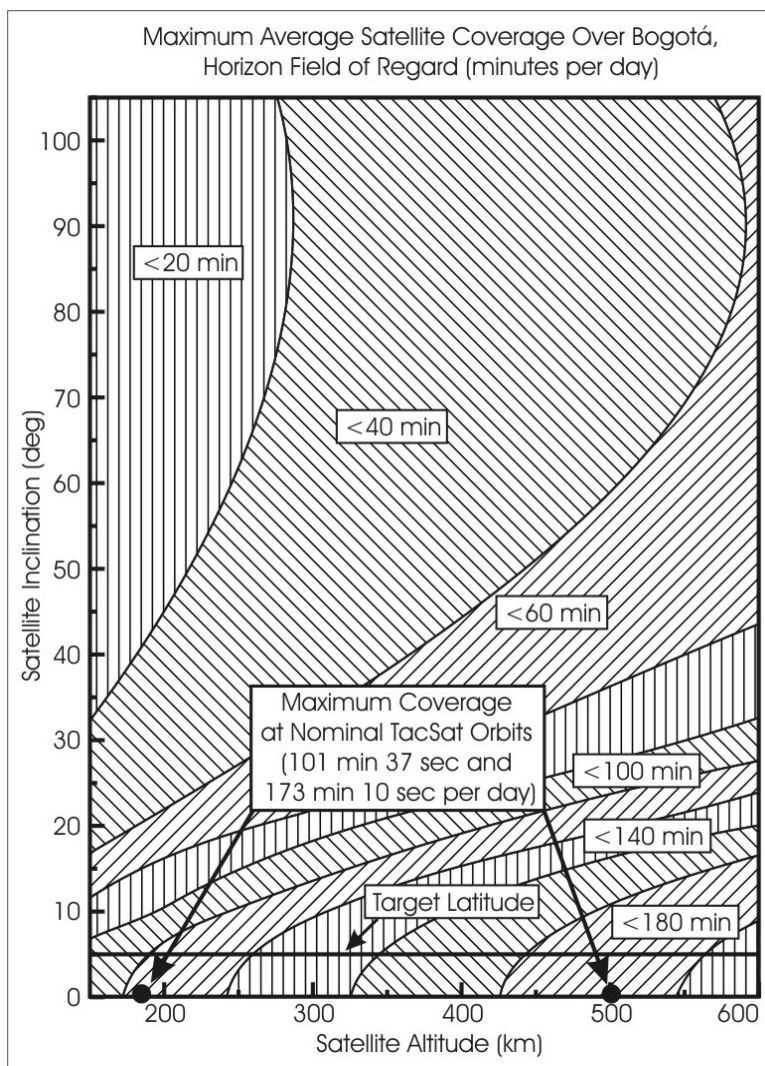 Maximum Average Satellite Coverage Over Bogotá,
Horizon Field of Regard (minutes per day)
100
90
<20 min
80
70
<40 min
60
50
<60 min
40
Maximum Coverage
at Nominal TacSat Orbits
(101 min 37 sec and
173 min 10 sec per day)
30
<100 min
20
<140 min
Target Latitude
10
<180 min
0
200
300
400
500
600
Satellite Inclination (deg)
Satellite Altitude (km)